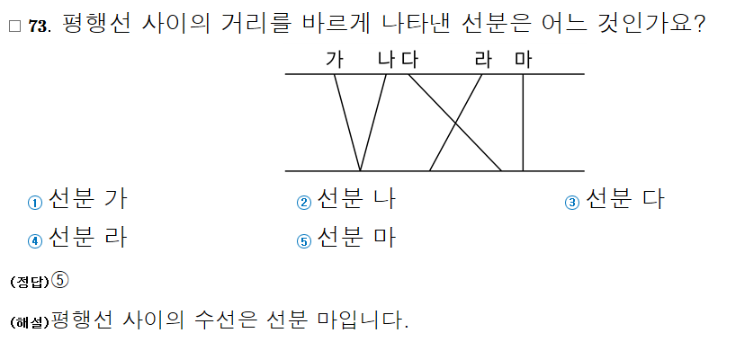 □ 73. 평행선 사이의 거리를 바르게 나타낸 선분은 어느 것인가요?
가 나 다 라 마
① 선분 가 ② 선분 나 ③ 선분 다
④ 선분 라 ⑤ 선분 마
(정답)⑤
(해설)평행선 사이의 수선은 선분 마입니다.